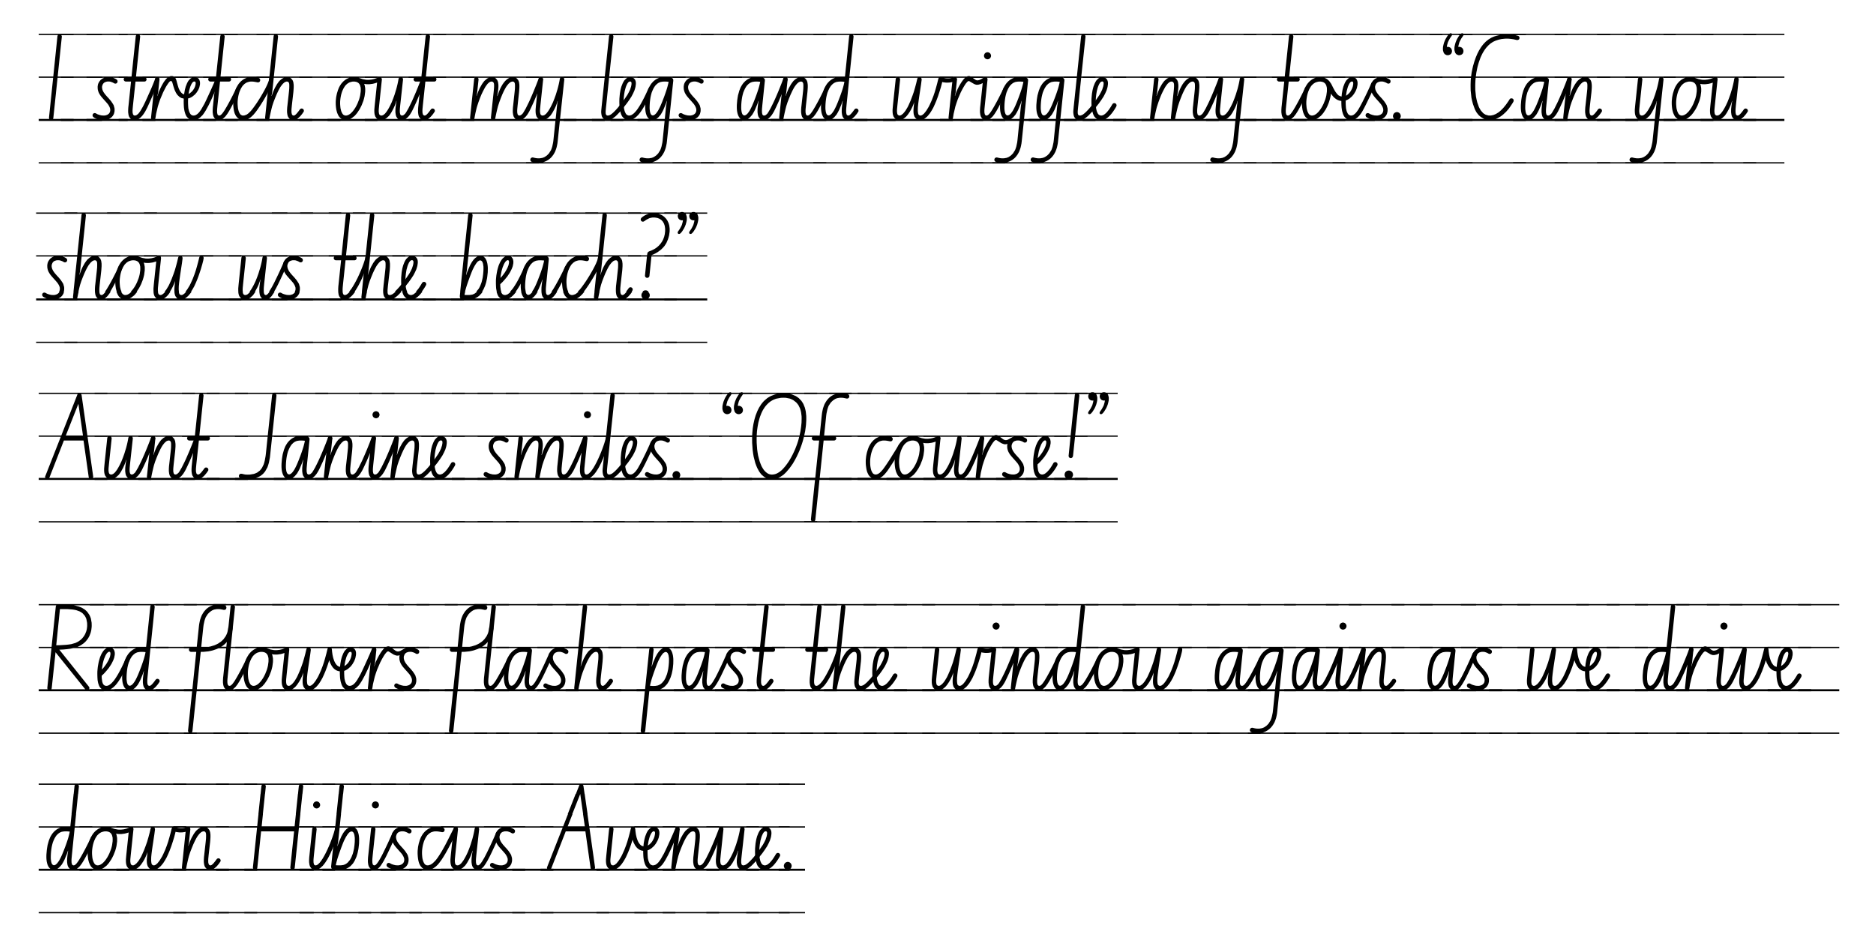 I stretch out my legs and wriggle my toes. “Can you
show us the beach?”
Aunt Janine smiles. “Of course!”
Red flowers flash past the window again as we drive
down Hibiscus Avenue.